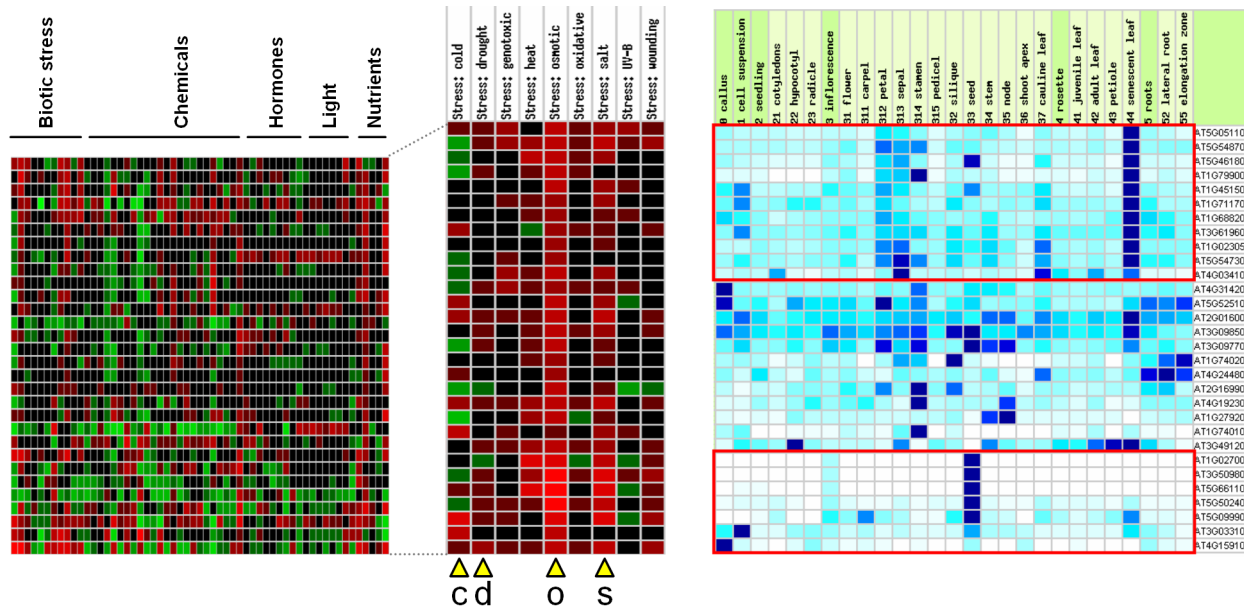 Biotic stress
Chemicals
Hormones
Light
Nutrients
Stress: cold
Stress: drought
Stress: genotoxic
Stress: heat
Stress: osmotic
Stress: oxidative
Stress: salt
Stress: UV-B
Stress: wounding
c
d
o
s
0 callus
1 cell suspension
2 seedling
21 cotyledons
22 hypocotyl
23 radicle
3 inflorescence
31 flower
311 carpel
312 petal
313 sepal
314 stamen
315 pedicel
32 silique
33 seed
34 stem
35 node
36 shoot apex
37 cauline leaf
4 rosette
41 juvenile leaf
42 adult leaf
43 petiole
44 senescent leaf
5 roots
52 lateral root
55 elongation zone
AT5G05110
AT5G54870
AT5G46180
AT1G79900
AT1G45150
AT1G71170
AT1G68820
AT3G61960
AT1G02305
AT5G54730
AT4G03410
AT4G31420
AT5G52510
AT2G01600
AT3G09850
AT3G09770
AT1G74020
AT4G24480
AT2G16990
AT4G19230
AT1G27920
AT1G74010
AT3G49120
AT1G02700
AT3G50980
AT5G66110
AT5G50240
AT5G09990
AT3G03310
AT4G15910